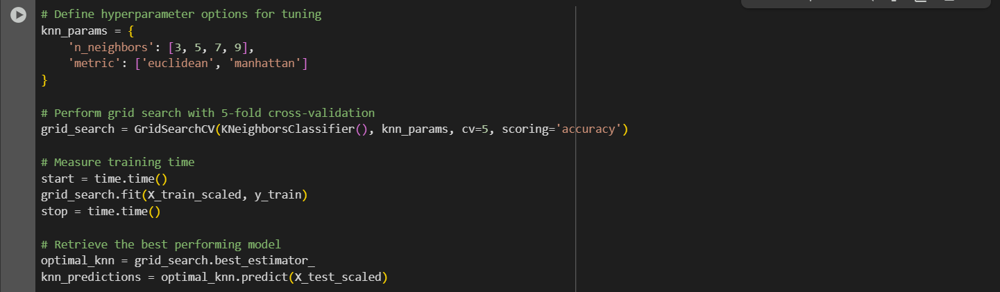 # Define hyperparameter options for tuning
knn_params = {
    'n_neighbors': [3, 5, 7, 9],
    'metric': ['euclidean', 'manhattan']
}
# Perform grid search with 5-fold cross-validation
grid_search = GridSearchCV(KNeighborsClassifier(), knn_params, cv=5, scoring='accuracy')
# Measure training time
start = time.time()
grid_search.fit(X_train_scaled, y_train)
stop = time.time()
# Retrieve the best performing model
optimal_knn = grid_search.best_estimator_
knn_predictions = optimal_knn.predict(X_test_scaled)